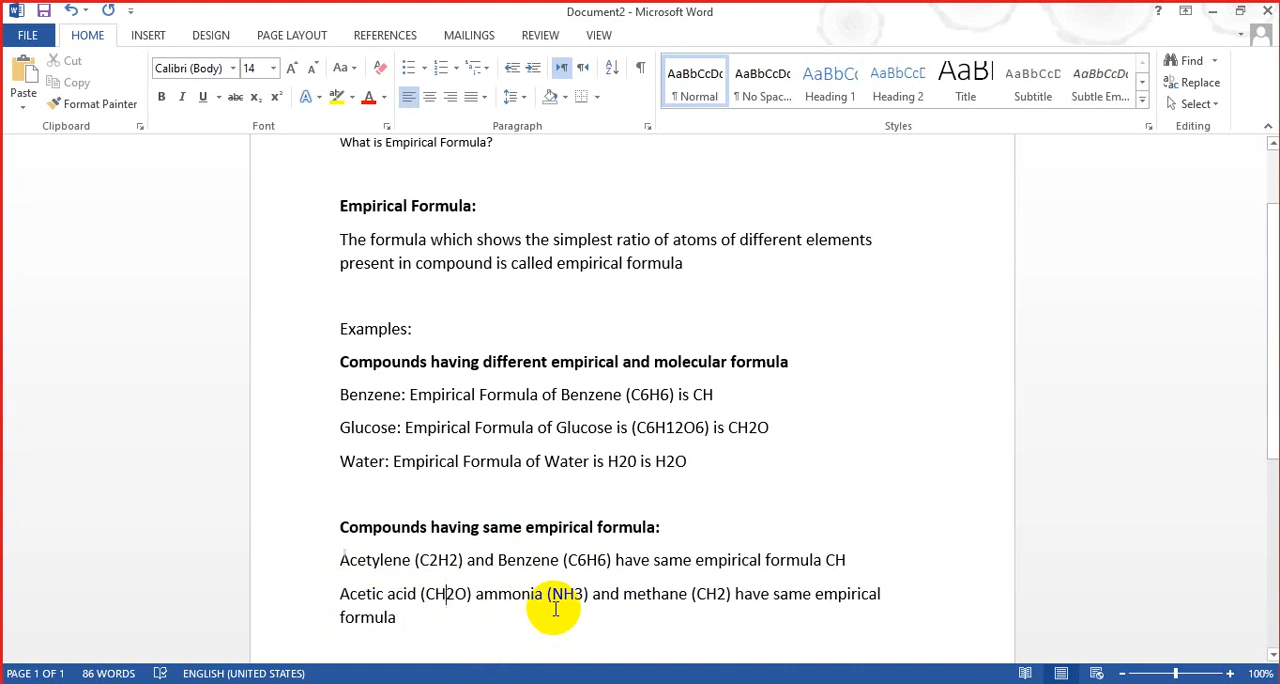 Document2 - Microsoft Word
?
FILE HOME INSERT DESIGN PAGE LAYOUT REFERENCES MAILINGS REVIEW VIEW
Paste
Cut
Copy
Format Painter
Clipboard
Calibri (Body) 14
Aa
B I U abc x₂ x²
A A
Font
Paragraph
AaBbCcDc AaBbCcDc AaBbCc AaBbCcD AaBl AaBbCcD AaBbCcDc
¶ Normal ¶ No Spac... Heading 1 Heading 2 Title Subtitle Subtle Em...
Styles
Find
Replace
Select
Editing
What is Empirical Formula?
Empirical Formula:
The formula which shows the simplest ratio of atoms of different elements
present in compound is called empirical formula
Examples:
Compounds having different empirical and molecular formula
Benzene: Empirical Formula of Benzene (C6H6) is CH
Glucose: Empirical Formula of Glucose is (C6H12O6) is CH2O
Water: Empirical Formula of Water is H20 is H2O
Compounds having same empirical formula:
Acetylene (C2H2) and Benzene (C6H6) have same empirical formula CH
Acetic acid (CH2O) ammonia (NH3) and methane (CH2) have same empirical
formula
PAGE 1 OF 1 86 WORDS ENGLISH (UNITED STATES) 100%